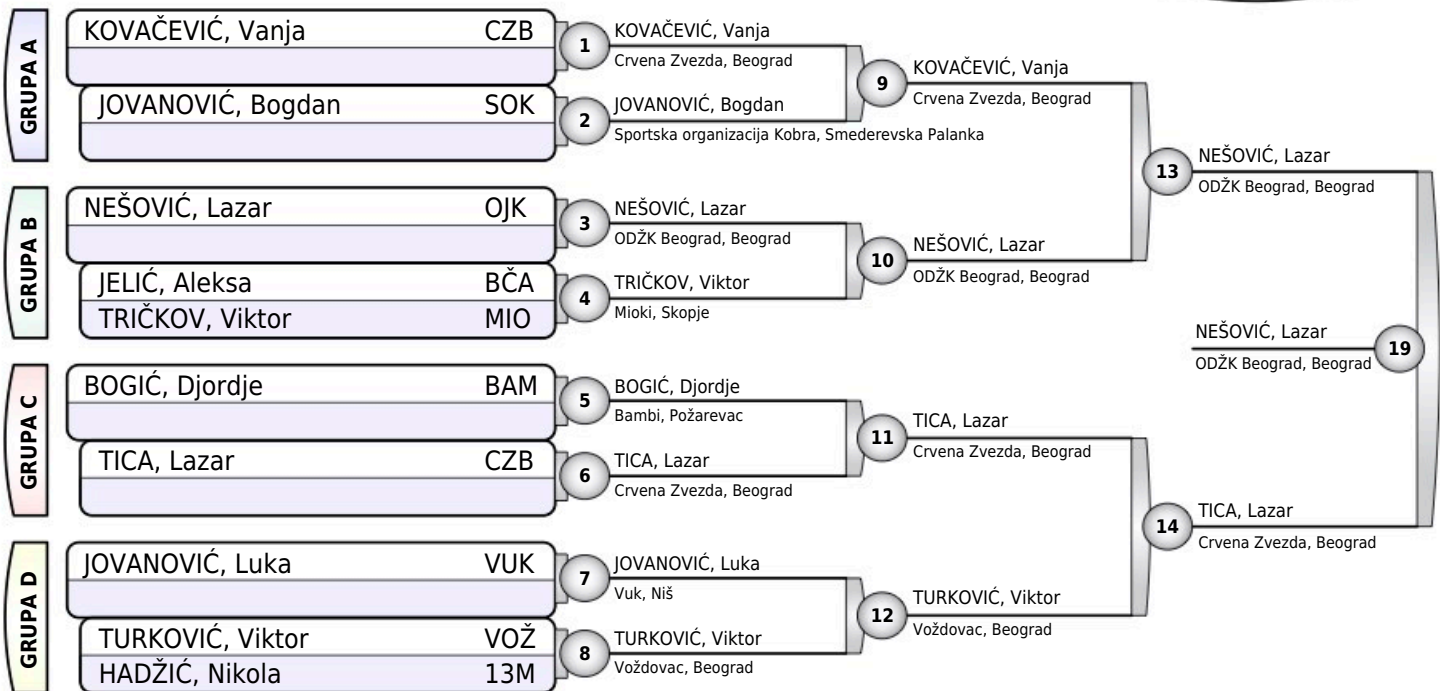 GRUPA A
KOVAČEVIĆ, Vanja CZB
JOVANOVIĆ, Bogdan SOK
1
KOVAČEVIĆ, Vanja
Crvena Zvezda, Beograd
2
JOVANOVIĆ, Bogdan
Sportska organizacija Kobra, Smederevska Palanka
9
KOVAČEVIĆ, Vanja
Crvena Zvezda, Beograd
GRUPA B
NEŠOVIĆ, Lazar OJK
JELIĆ, Aleksa BČA
TRIČKOV, Viktor MIO
3
NEŠOVIĆ, Lazar
ODŽK Beograd, Beograd
4
TRIČKOV, Viktor
Mioki, Skopje
10
NEŠOVIĆ, Lazar
ODŽK Beograd, Beograd
13
NEŠOVIĆ, Lazar
ODŽK Beograd, Beograd
GRUPA C
BOGIĆ, Djordje BAM
TICA, Lazar CZB
5
BOGIĆ, Djordje
Bambi, Požarevac
6
TICA, Lazar
Crvena Zvezda, Beograd
11
TICA, Lazar
Crvena Zvezda, Beograd
GRUPA D
JOVANOVIĆ, Luka VUK
TURKOVIĆ, Viktor VOŽ
HADŽIĆ, Nikola 13M
7
JOVANOVIĆ, Luka
Vuk, Niš
8
TURKOVIĆ, Viktor
Voždovac, Beograd
12
TURKOVIĆ, Viktor
Voždovac, Beograd
14
TICA, Lazar
Crvena Zvezda, Beograd
NEŠOVIĆ, Lazar
ODŽK Beograd, Beograd
19